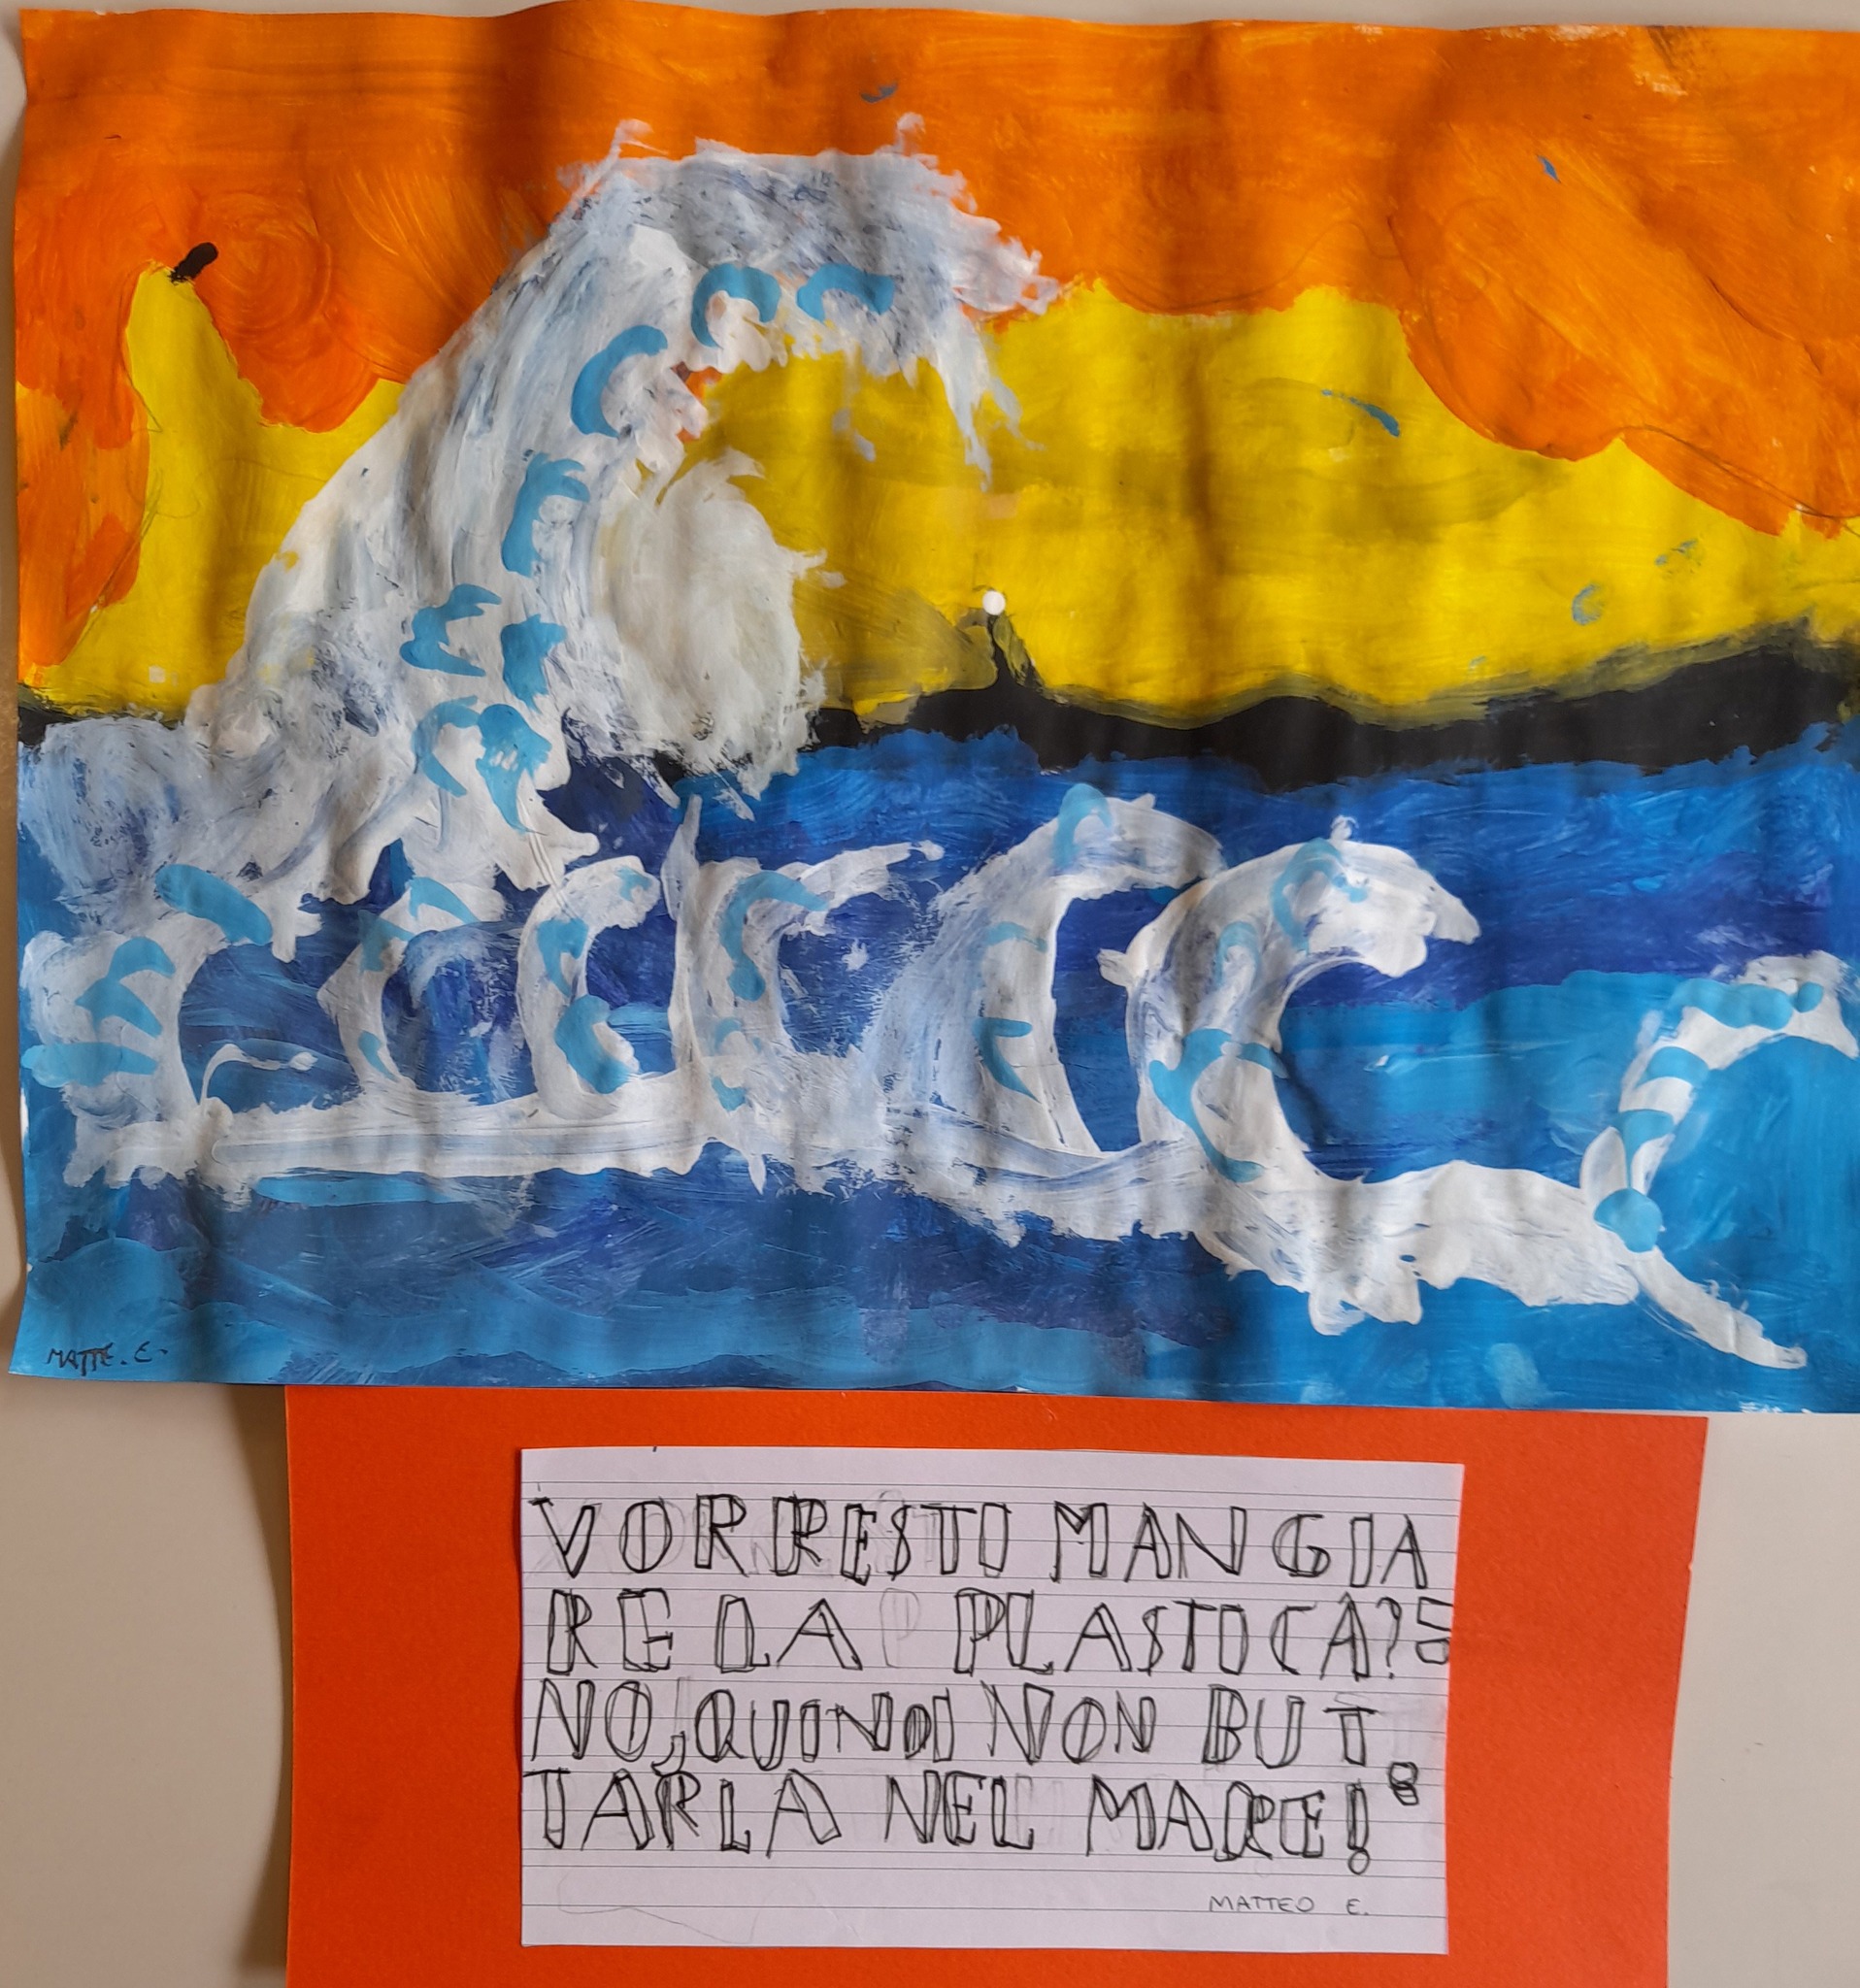 MATTE. E.
VORRESTI MANGIA
RE LA PLASTICA?
NO, QUINDI NON BUT
TARLA NEL MARE!
MATTEO E.